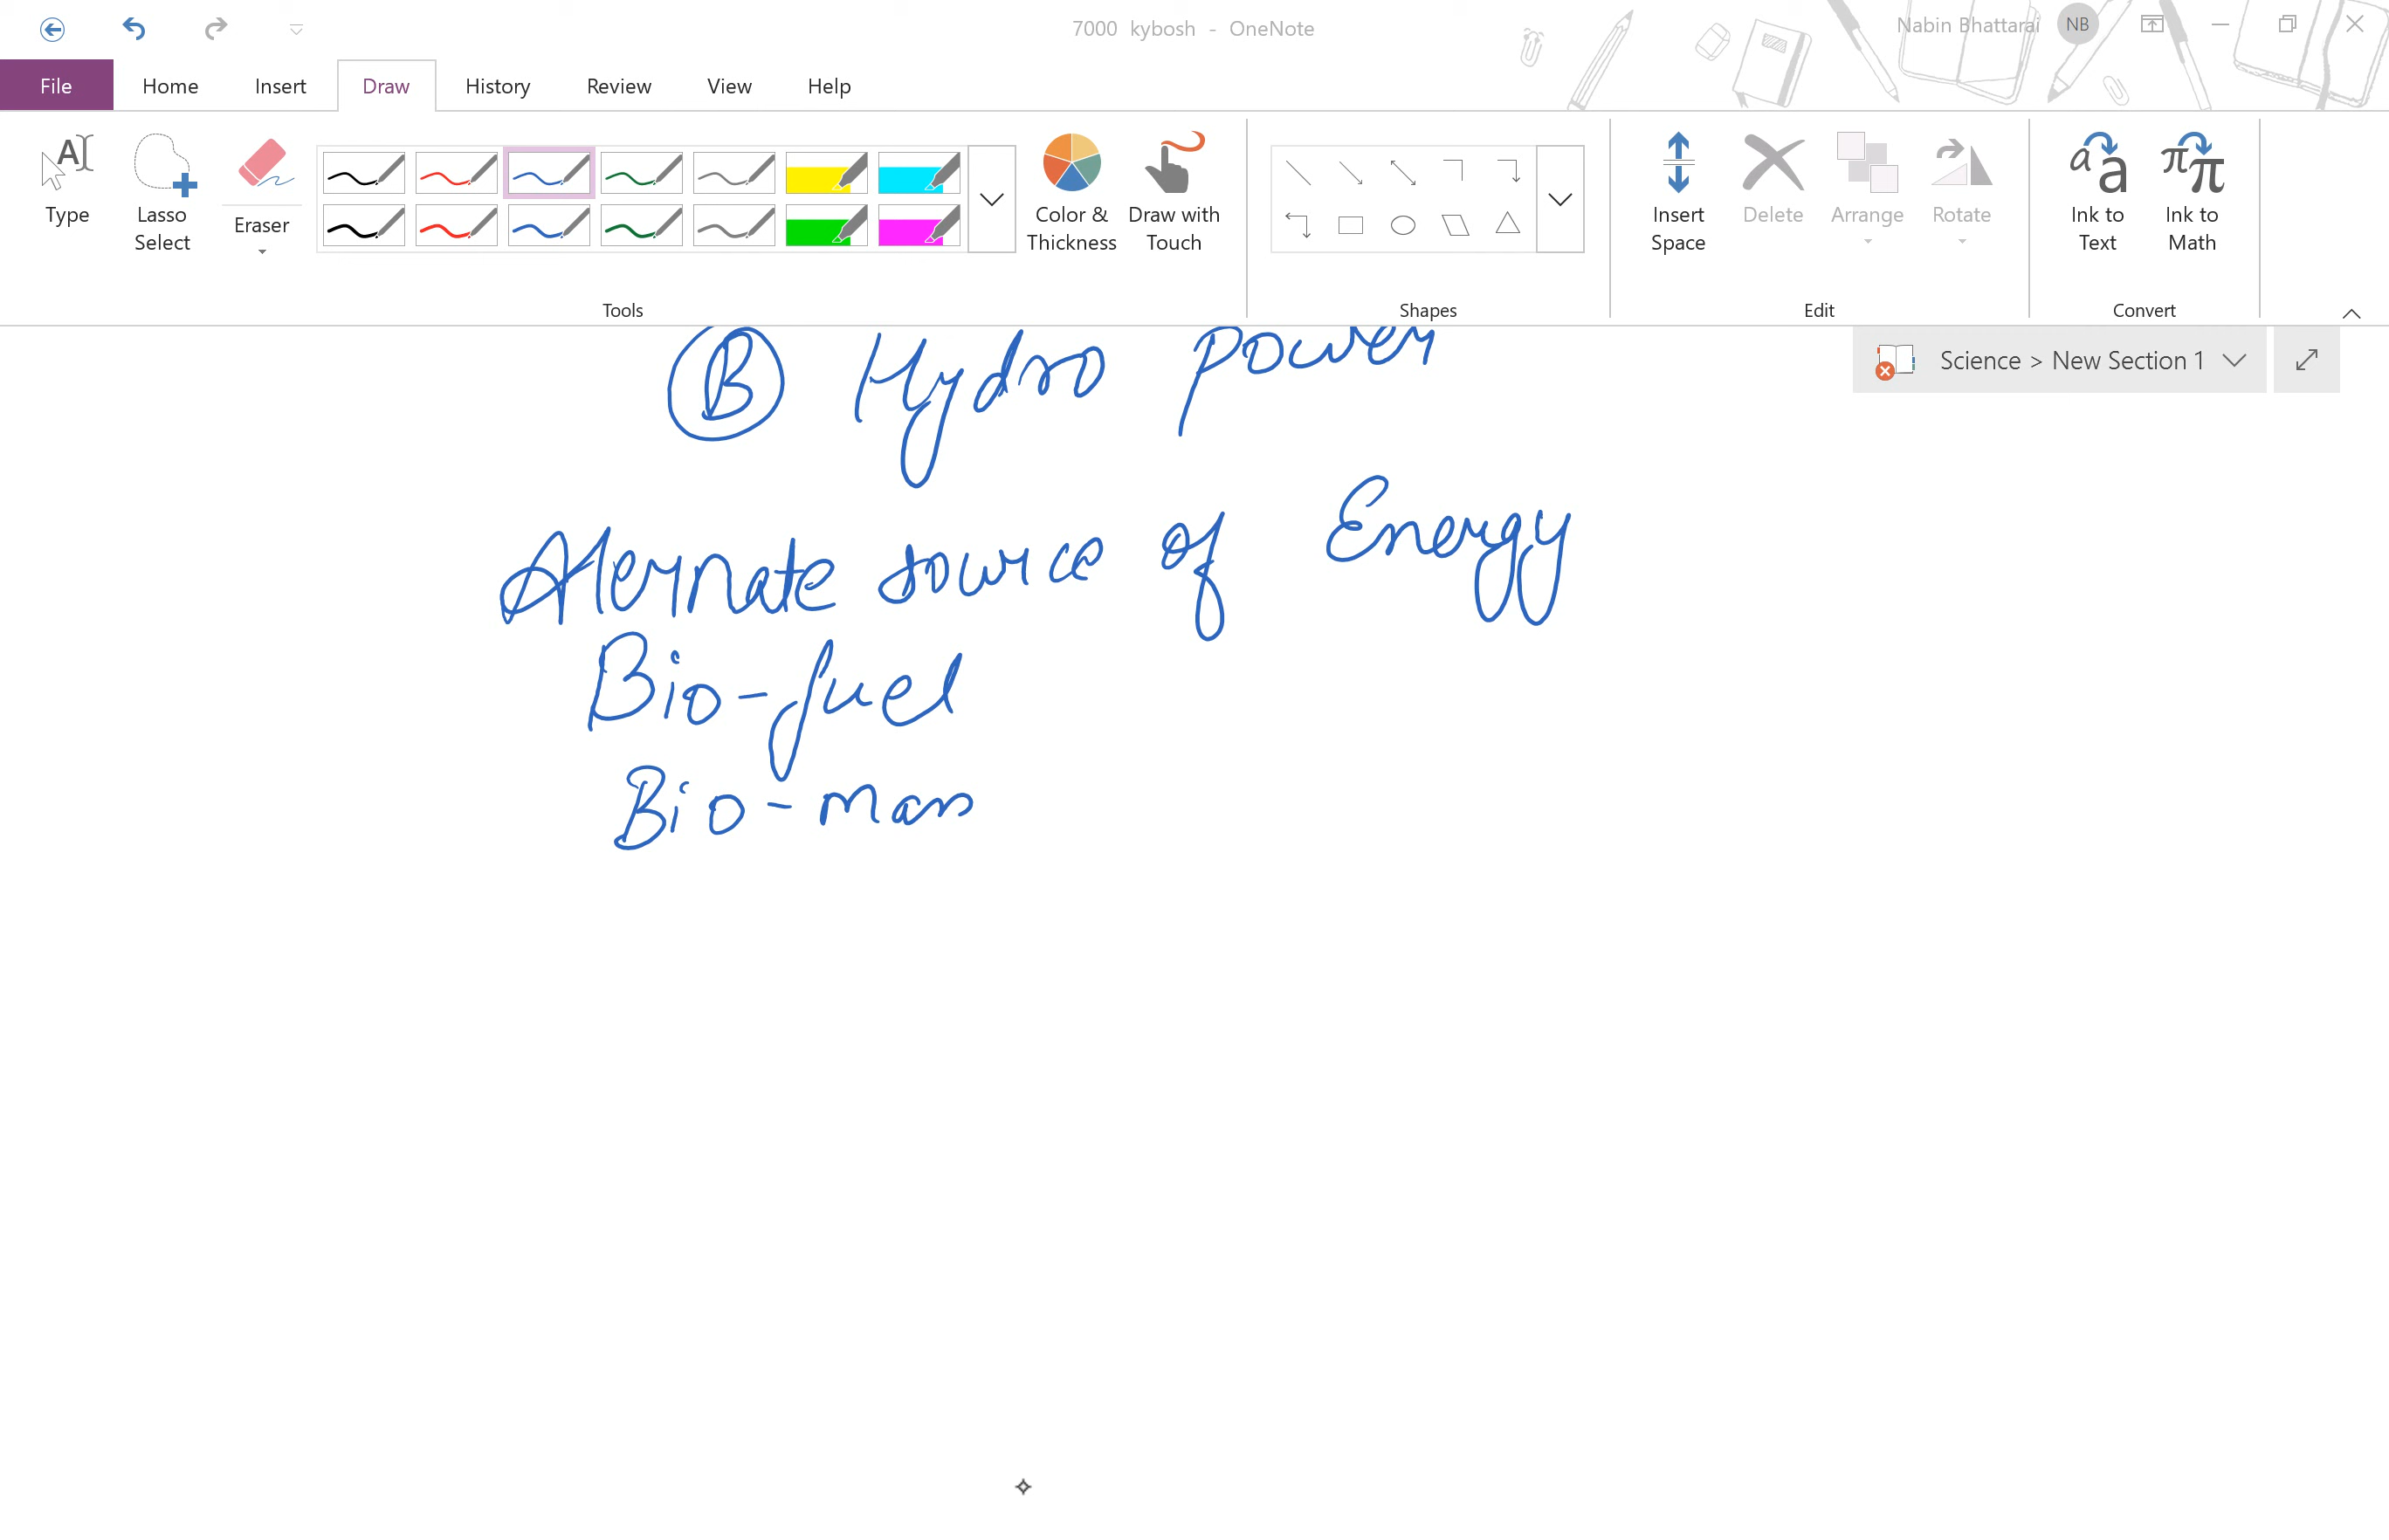 7000 kybosh - OneNote
Nabin Bhattarai NB
File Home Insert Draw History Review View Help
Type
Lasso Select
Eraser
Color & Thickness
Draw with Touch
Insert Space
Delete
Arrange
Rotate
Ink to Text
Ink to Math
Tools Shapes Edit Convert
Science > New Section 1
B Hydro Power
Alternate source of Energy
Bio-fuel
Bio-mass